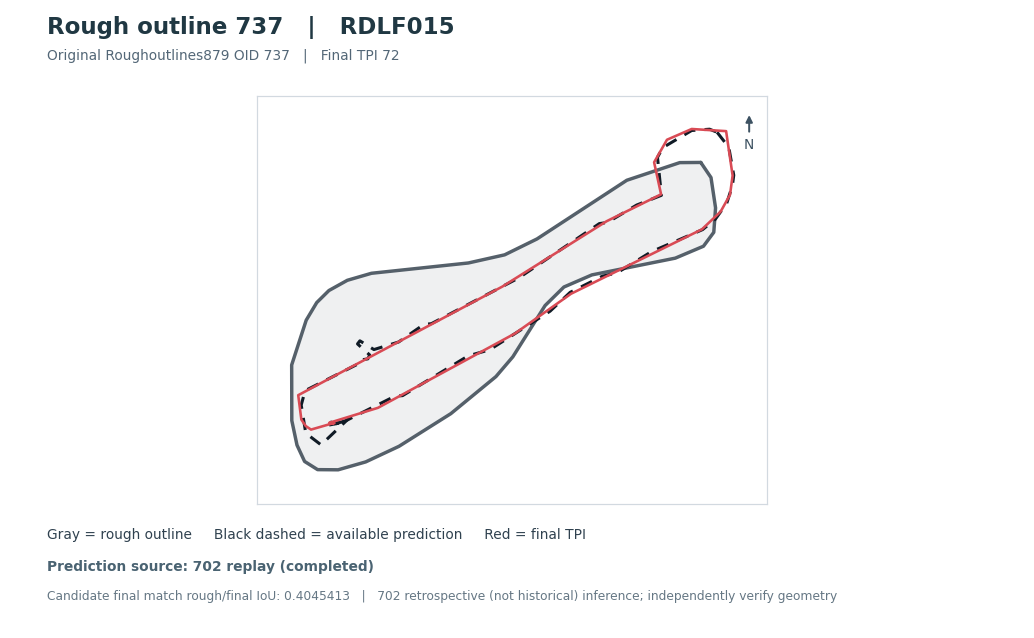 Rough outline 737   |   RDLF015
Original Roughoutlines879 OID 737   |   Final TPI 72
N
Gray = rough outline     Black dashed = available prediction     Red = final TPI
Prediction source: 702 replay (completed)
Candidate final match rough/final IoU: 0.4045413   |   702 retrospective (not historical) inference; independently verify geometry